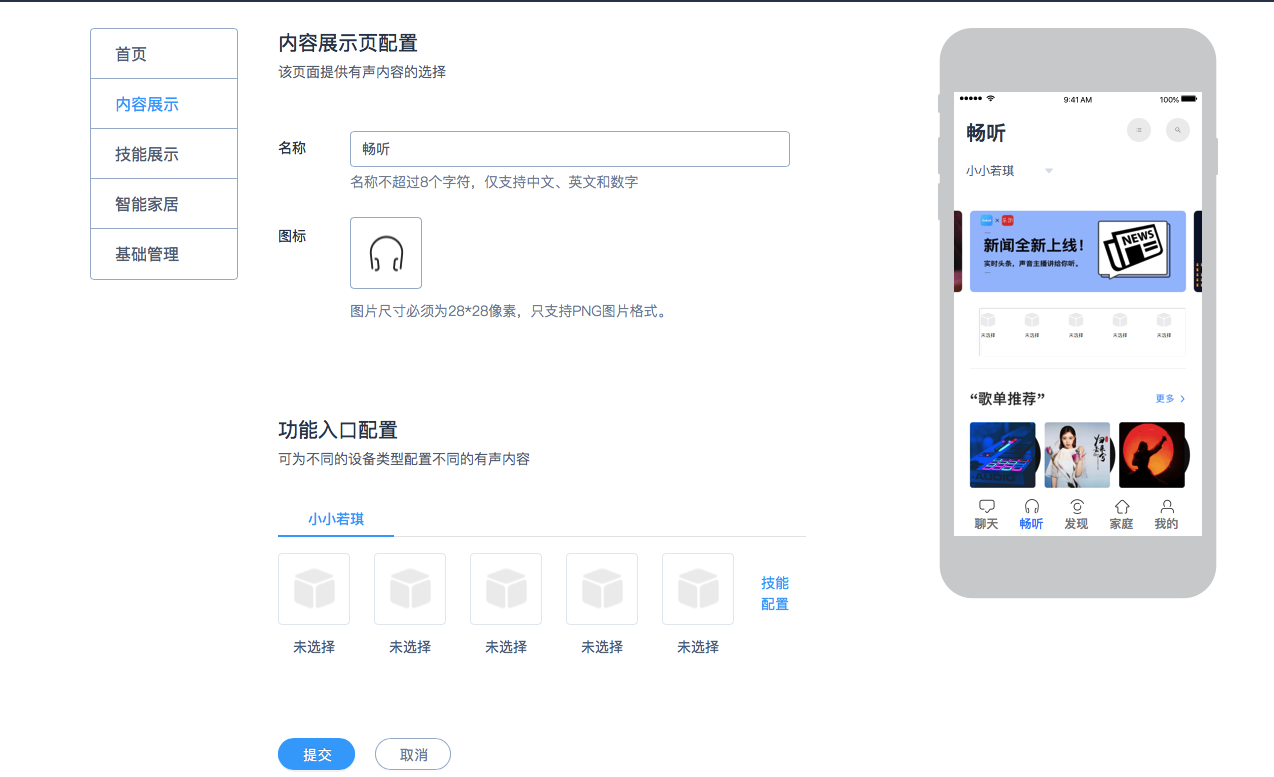 首页
内容展示
技能展示
智能家居
基础管理
内容展示页配置
该页面提供有声内容的选择
名称
畅听
名称不超过8个字符，仅支持中文、英文和数字
图标
图片尺寸必须为28*28像素，只支持PNG图片格式。
功能入口配置
可为不同的设备类型配置不同的有声内容
小小若琪
未选择
未选择
未选择
未选择
未选择
技能
配置
提交
取消
9:41 AM
100%
畅听
小小若琪
新闻全新上线！
实时头条，声音主播讲给你听。
NEWS
未选择
未选择
未选择
未选择
未选择
“歌单推荐”
更多
聊天
畅听
发现
家庭
我的